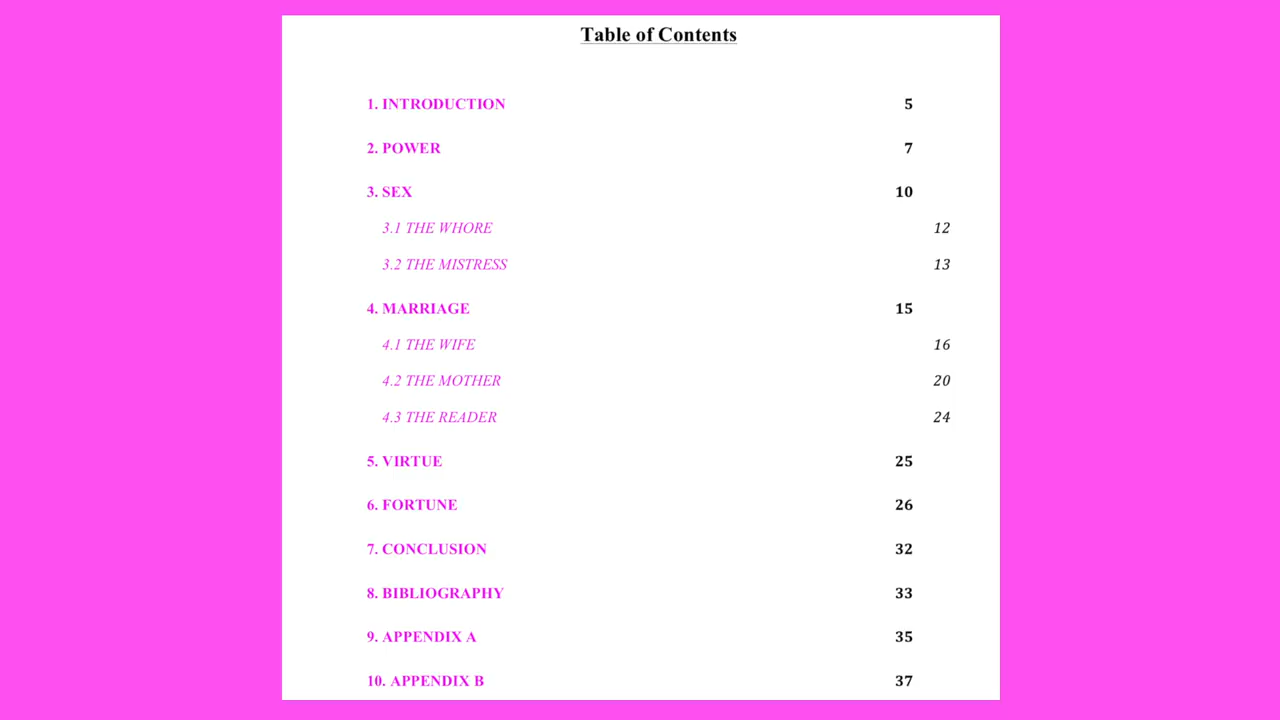 Table of Contents
1. INTRODUCTION 5
2. POWER 7
3. SEX 10
3.1 THE WHORE 12
3.2 THE MISTRESS 13
4. MARRIAGE 15
4.1 THE WIFE 16
4.2 THE MOTHER 20
4.3 THE READER 24
5. VIRTUE 25
6. FORTUNE 26
7. CONCLUSION 32
8. BIBLIOGRAPHY 33
9. APPENDIX A 35
10. APPENDIX B 37